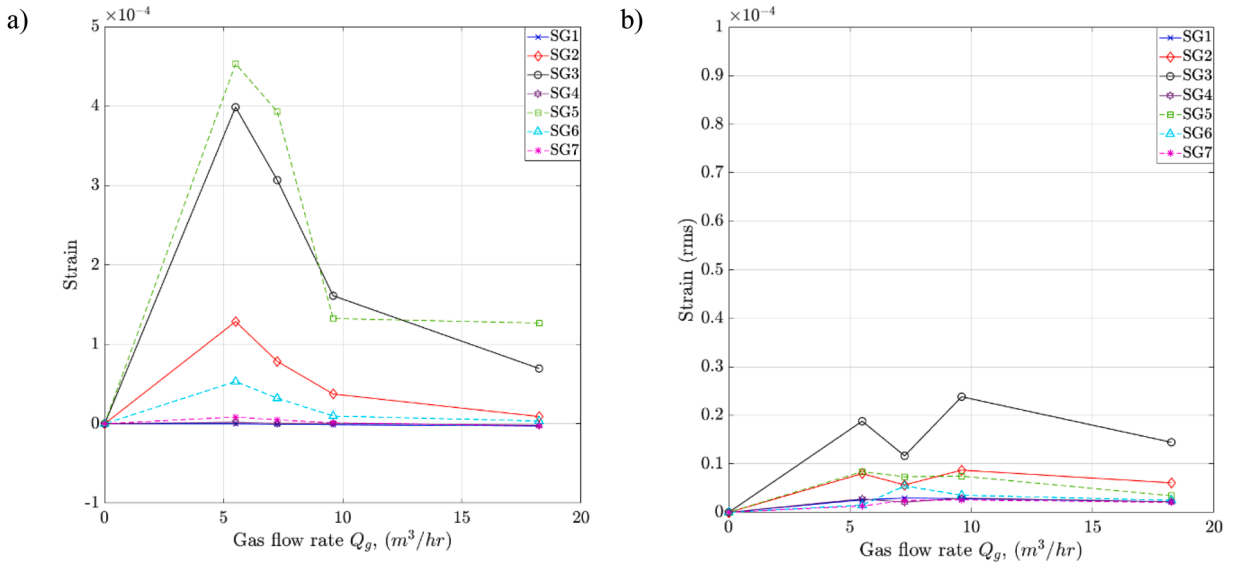 a)
×10⁻⁴
5
4
3
2
1
0
-1
Strain
0
5
10
15
20
Gas flow rate Q_g, (m³/hr)
SG1
SG2
SG3
SG4
SG5
SG6
SG7
b)
×10⁻⁴
1
0.9
0.8
0.7
0.6
0.5
0.4
0.3
0.2
0.1
0
Strain (rms)
0
5
10
15
20
Gas flow rate Q_g, (m³/hr)
SG1
SG2
SG3
SG4
SG5
SG6
SG7